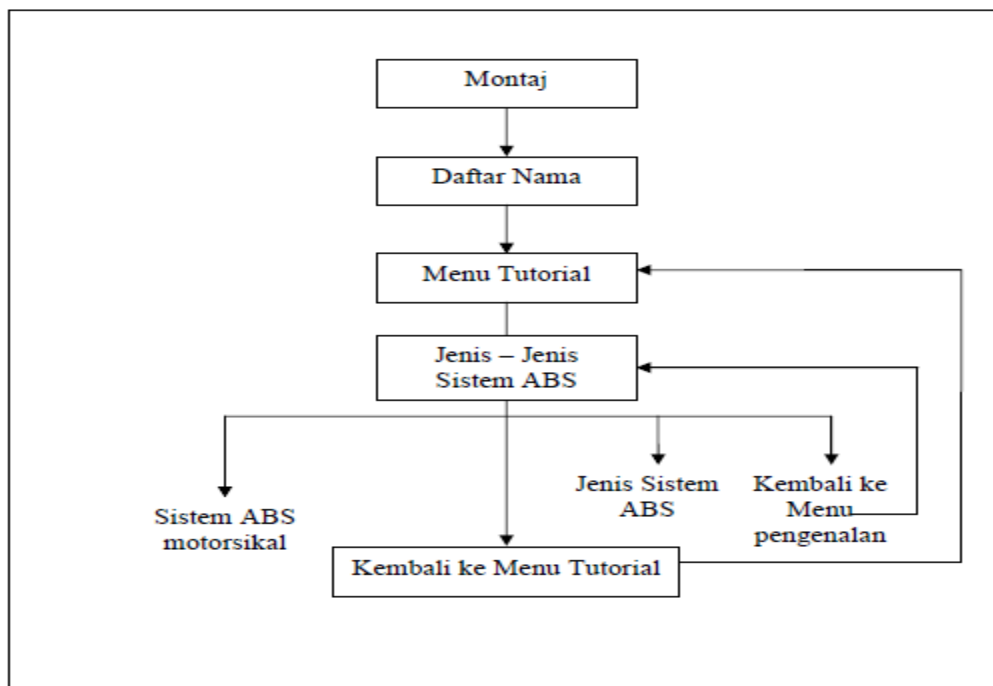 Montaj
Daftar Nama
Menu Tutorial
Jenis – Jenis
Sistem ABS
Sistem ABS
motorsikal
Jenis Sistem
ABS
Kembali ke
Menu
pengenalan
Kembali ke Menu Tutorial